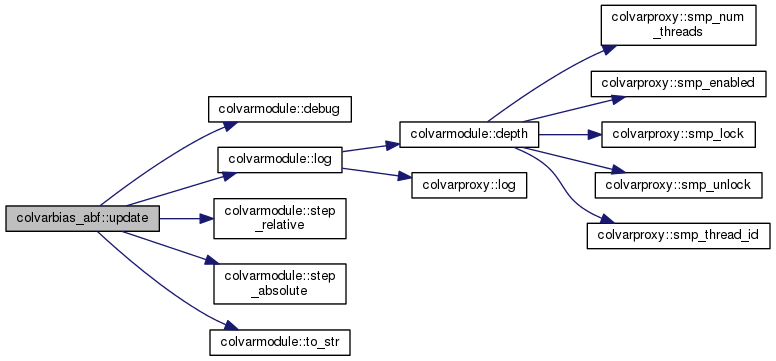 colvarbias_abf::update
colvarmodule::debug
colvarmodule::log
colvarmodule::step
_relative
colvarmodule::step
_absolute
colvarmodule::to_str
colvarmodule::depth
colvarproxy::log
colvarproxy::smp_num
_threads
colvarproxy::smp_enabled
colvarproxy::smp_lock
colvarproxy::smp_unlock
colvarproxy::smp_thread_id